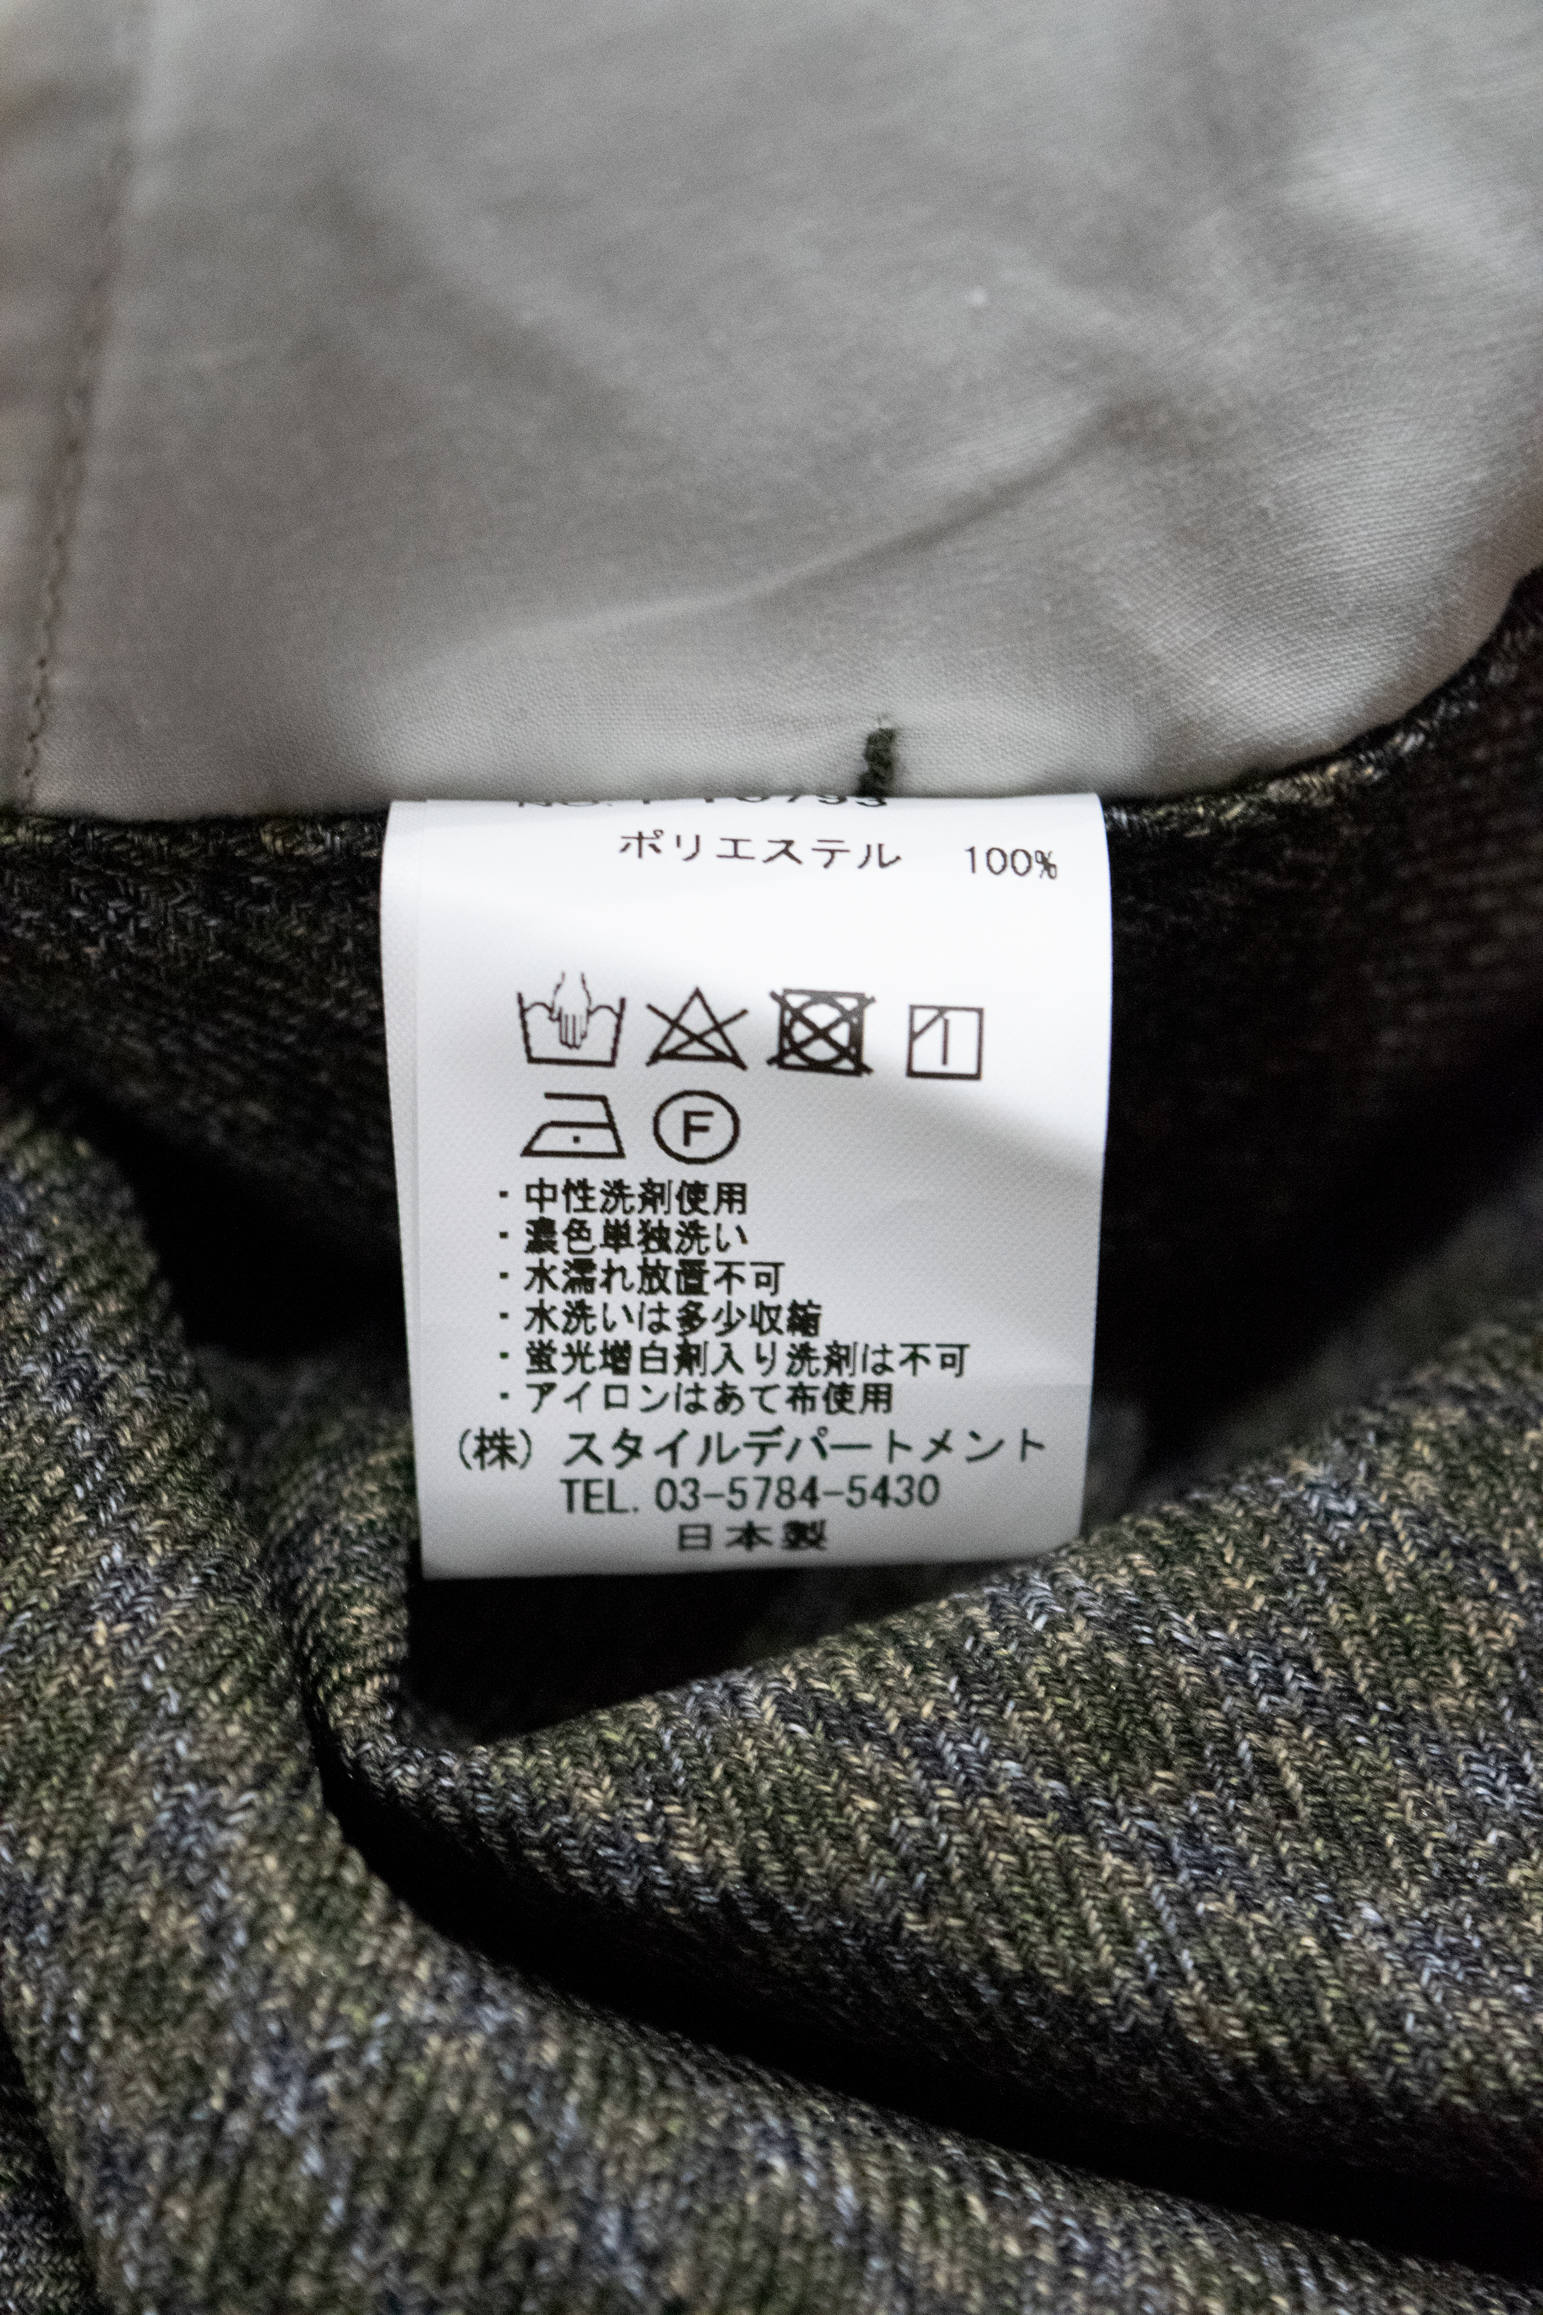 ポリエステル 100%
F
・中性洗剤使用
・濃色単独洗い
・水濡れ放置不可
・水洗いは多少収縮
・蛍光増白剤入り洗剤は不可
・アイロンはあて布使用
(株) スタイルデパートメント
TEL. 03-5784-5430
日本製